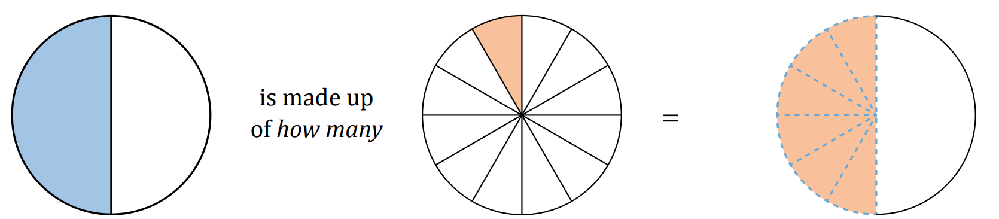 is made up
of how many
=